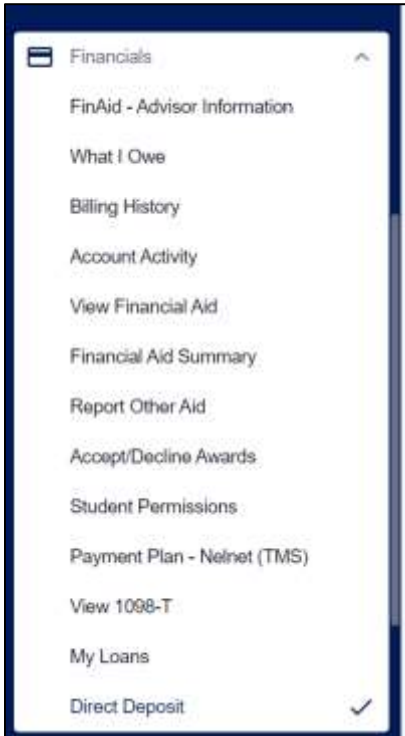 Financials
FinAid - Advisor Information
What I Owe
Billing History
Account Activity
View Financial Aid
Financial Aid Summary
Report Other Aid
Accept/Decline Awards
Student Permissions
Payment Plan - Nelnet (TMS)
View 1098-T
My Loans
Direct Deposit